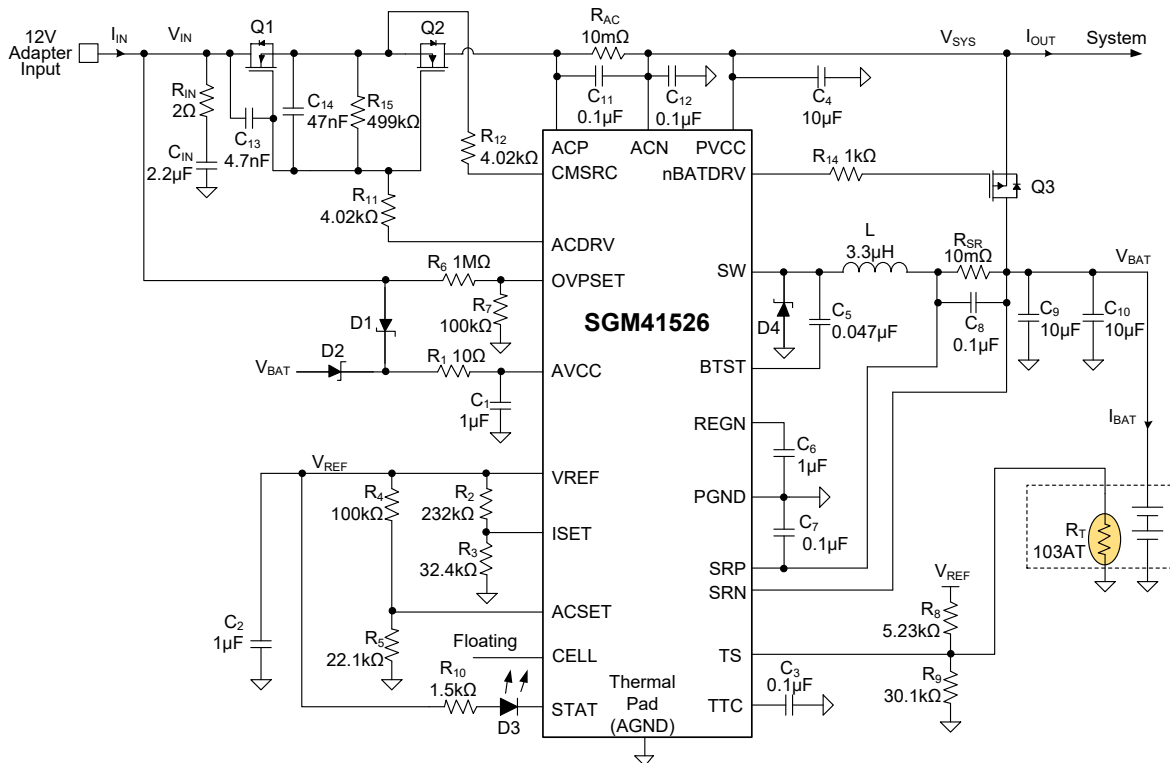 12V
Adapter
Input
I_IN
V_IN
Q1
Q2
R_AC
10mΩ
V_SYS
I_OUT
System
R_IN
2Ω
C_IN
2.2µF
C_13
4.7nF
C_14
47nF
R_15
499kΩ
R_12
4.02kΩ
R_11
4.02kΩ
C_11
0.1µF
C_12
0.1µF
C_4
10µF
ACP
ACN
PVCC
CMSRC
nBATDRV
R_14 1kΩ
Q3
ACDRV
R_6 1MΩ
OVPSET
R_7
100kΩ
SGM41526
SW
L
3.3µH
R_SR
10mΩ
V_BAT
D1
D2
V_BAT
R_1 10Ω
AVCC
C_1
1µF
D4
C_5
0.047µF
C_8
0.1µF
C_9
10µF
C_10
10µF
BTST
REGN
C_6
1µF
I_BAT
V_REF
VREF
R_4
100kΩ
R_2
232kΩ
ISET
R_3
32.4kΩ
PGND
C_7
0.1µF
R_T
103AT
SRP
SRN
V_REF
R_8
5.23kΩ
C_2
1µF
ACSET
R_5
22.1kΩ
Floating
CELL
TS
R_9
30.1kΩ
R_10
1.5kΩ
D3
STAT
Thermal
Pad
(AGND)
C_3
0.1µF
TTC